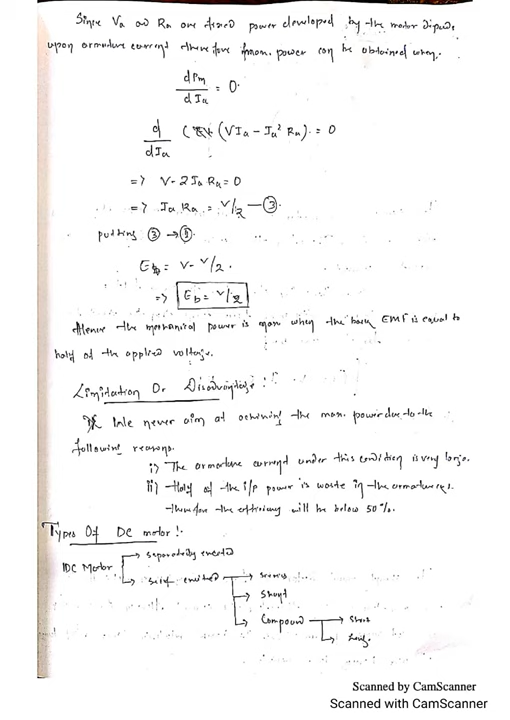 Since Va and Ra are fixed power developed by the motor depends
upon armature current therefore max. power can be obtained when.
dPm / dIa = 0.
d / dIa (VIa - Ia² Ra) = 0
=> V - 2 Ia Ra = 0
=> Ia Ra = V/2 — ③
putting ③ →
Eb = V - V/2.
=> Eb = V/2
Hence the mechanical power is max when the back EMF is equal to
half of the applied voltage.
Limitation Or Disadvantage :
We never aim at achieving the max. power due to the
following reasons.
i) The armature current under this condition is very large.
ii) Half of the i/p power is waste in the armature
therefore the efficiency will be below 50%.
Types Of DC motor :-
DC Motor → separately excited
→ self excited → series
→ Shunt
→ Compound → short
→ long.
Scanned by CamScanner
Scanned with CamScanner